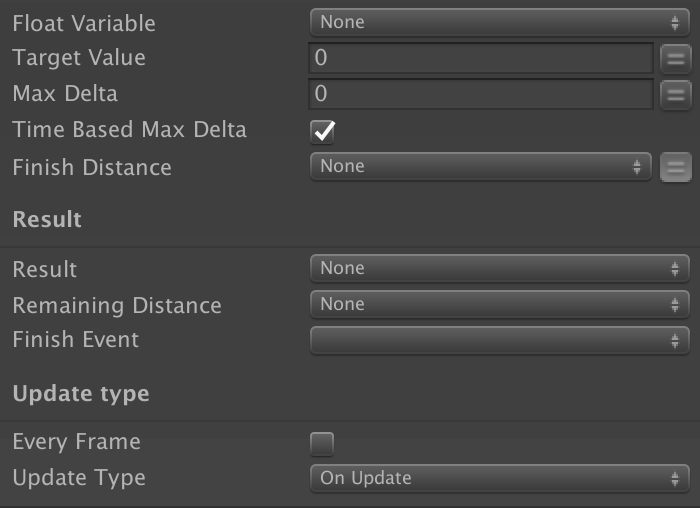 Float Variable None
Target Value 0
Max Delta 0
Time Based Max Delta
Finish Distance None
Result
Result None
Remaining Distance None
Finish Event
Update type
Every Frame
Update Type On Update